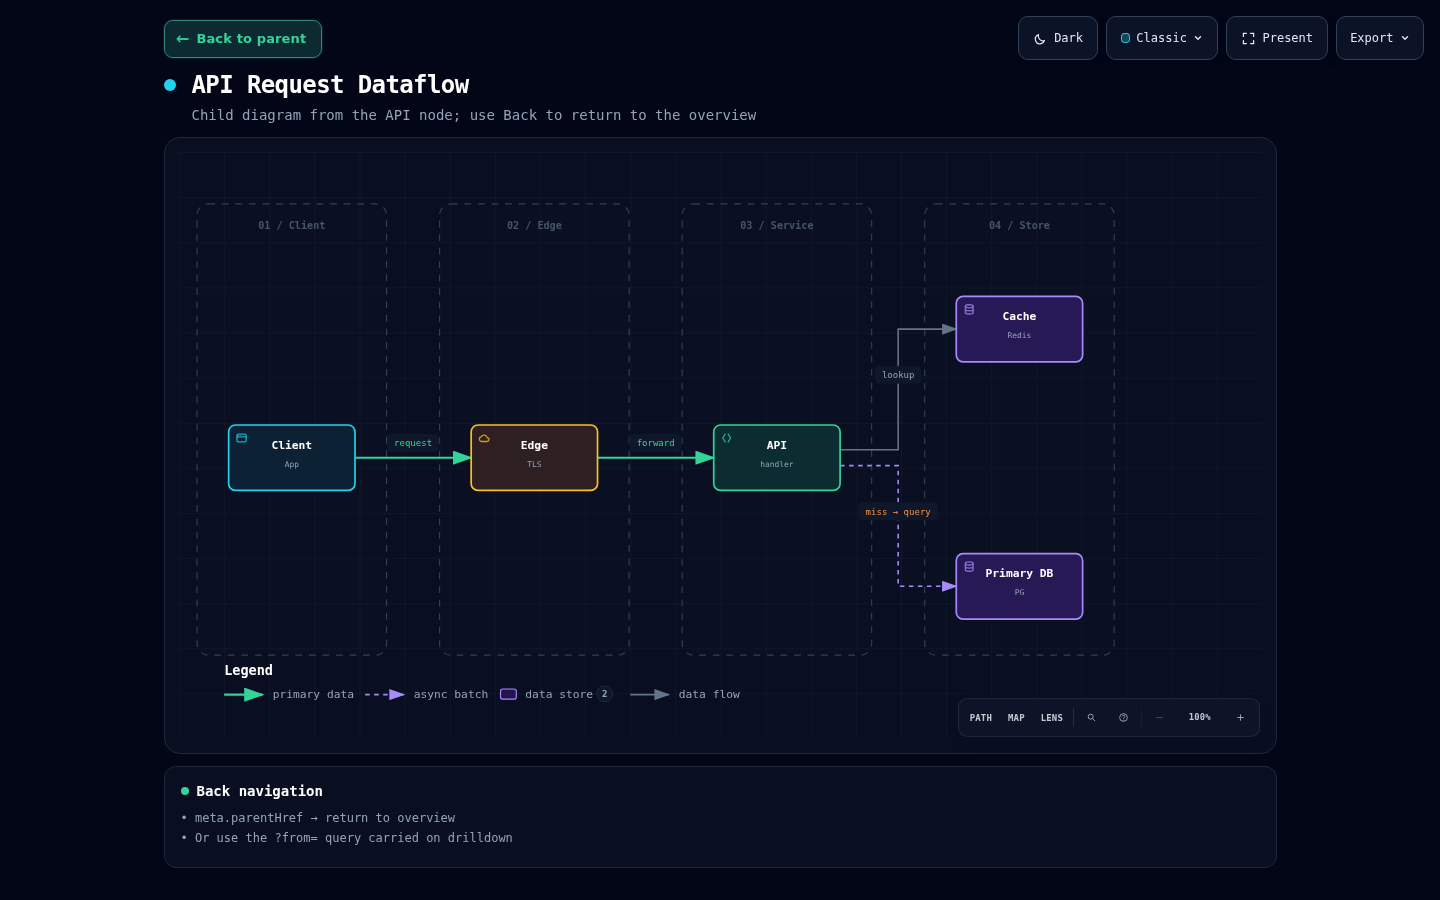 ← Back to parent
Dark
Classic
Present
Export
API Request Dataflow
Child diagram from the API node; use Back to return to the overview
01 / Client
02 / Edge
03 / Service
04 / Store
Cache
Redis
lookup
Client
App
request
Edge
TLS
forward
API
handler
miss → query
Primary DB
PG
Legend
primary data
async batch
data store 2
data flow
PATH MAP LENS − 100% +
Back navigation
• meta.parentHref → return to overview
• Or use the ?from= query carried on drilldown